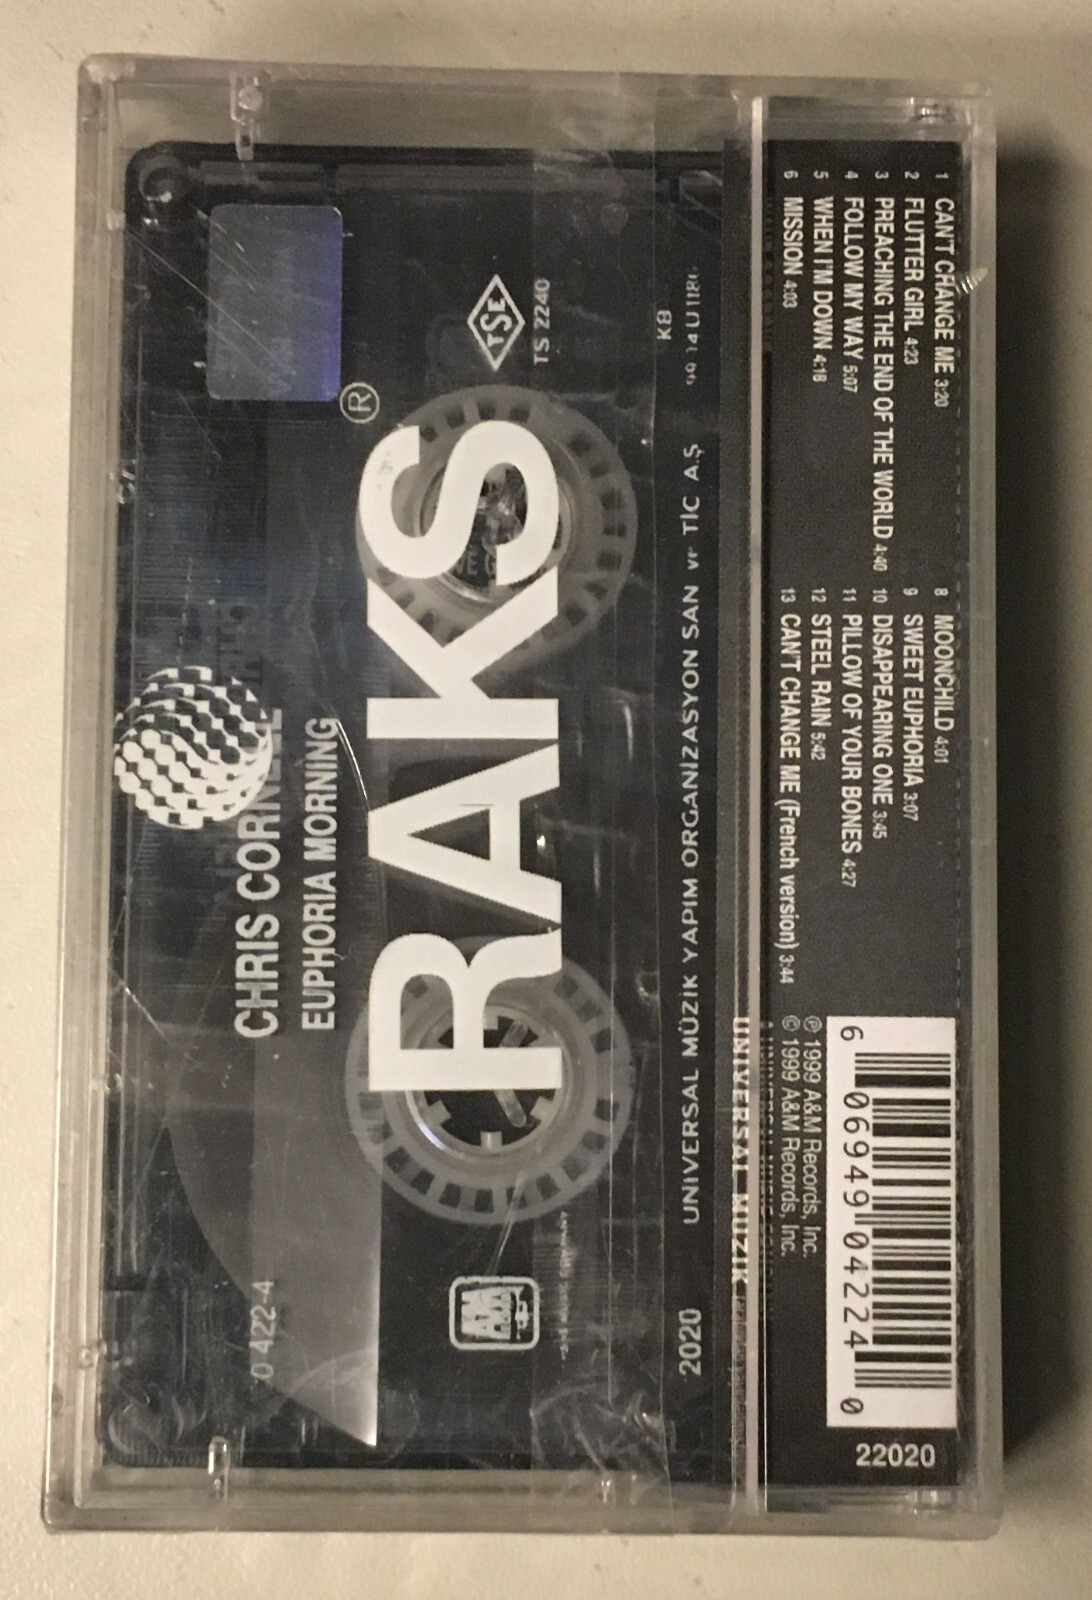 1 CAN'T CHANGE ME 3:20
2 FLUTTER GIRL 4:23
3 PREACHING THE END OF THE WORLD 4:40
4 FOLLOW MY WAY 5:07
5 WHEN I'M DOWN 4:18
6 MISSION 4:03
8 MOONCHILD 4:01
9 SWEET EUPHORIA 3:07
10 DISAPPEARING ONE 3:45
11 PILLOW OF YOUR BONES 4:27
12 STEEL RAIN 5:42
13 CAN'T CHANGE ME (French version) 3:44
℗ 1999 A&M Records, Inc.
© 1999 A&M Records, Inc.
6 06949 04224 0
22020
UNIVERSAL MÜZİK
CHRIS CORNELL
EUPHORIA MORNING
0 422-4
RAKS®
TSE
TS 2240
A&M
K8
UNIVERSAL MÜZİK YAPIM ORGANİZASYON SAN ve TİC A.Ş
2020